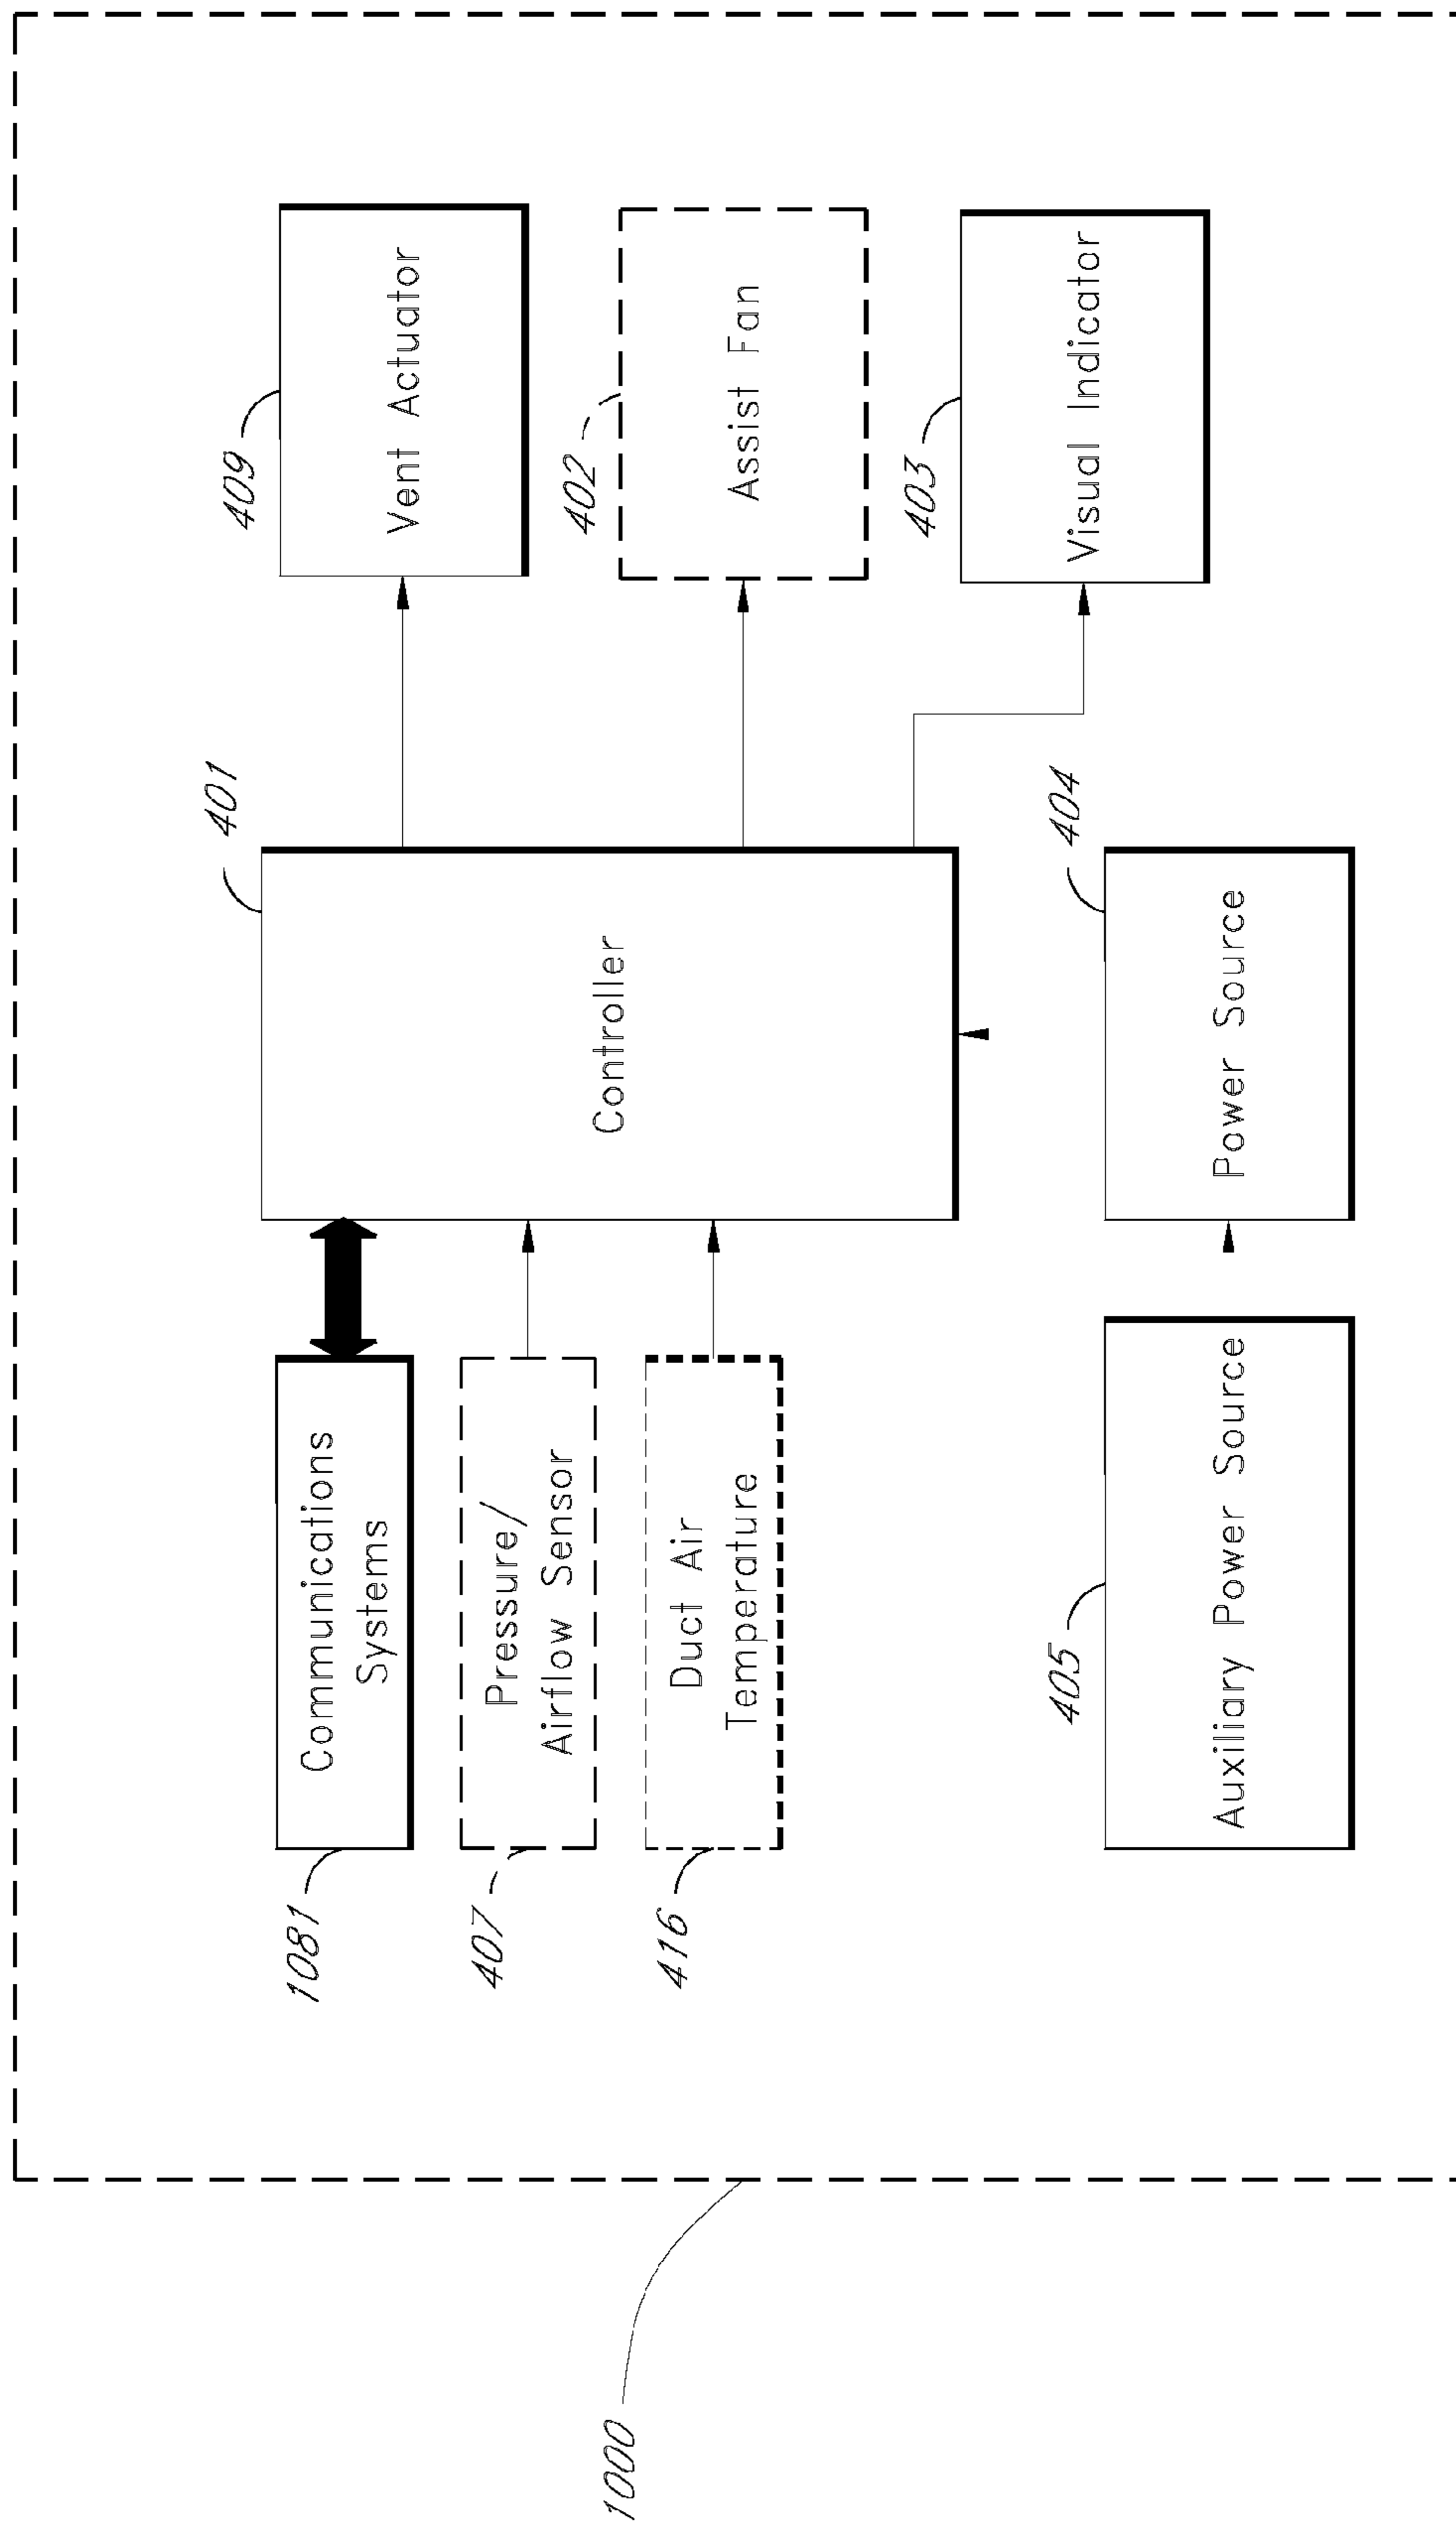 1081
Communications
Systems
407
Pressure/
Airflow Sensor
416
Duct Air
Temperature
401
Controller
409
Vent Actuator
402
Assist Fan
403
Visual Indicator
405
Auxiliary Power Source
404
Power Source
1000